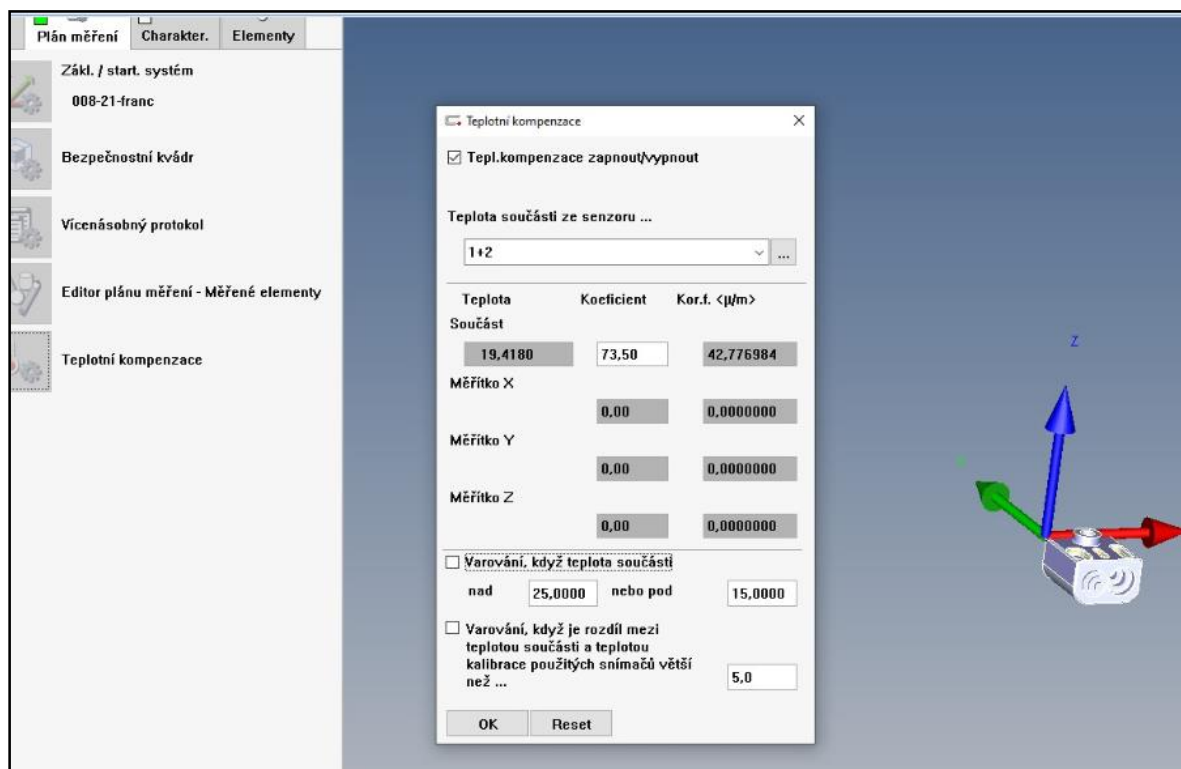 Plán měření Charakter. Elementy
Zákl. / start. systém
008-21-franc
Bezpečnostní kvádr
Vícenásobný protokol
Editor plánu měření - Měřené elementy
Teplotní kompenzace
Teplotní kompenzace
Tepl.kompenzace zapnout/vypnout
Teplota součásti ze senzoru ...
1+2
...
Teplota Koeficient Kor.f. <µ/m>
Součást
19,4180 73,50 42,776984
Měřítko X
0,00 0,0000000
Měřítko Y
0,00 0,0000000
Měřítko Z
0,00 0,0000000
Varování, když teplota součásti
nad 25,0000 nebo pod 15,0000
Varování, když je rozdíl mezi
teplotou součásti a teplotou
kalibrace použitých snímačů větší
než ... 5,0
OK Reset
Z